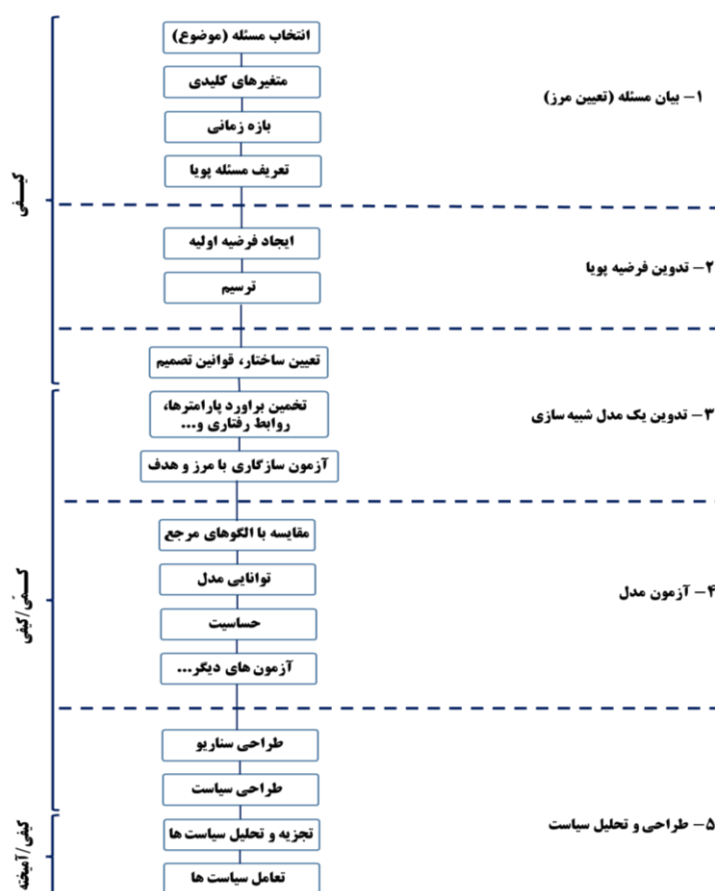 انتخاب مسئله (موضوع)
متغیرهای کلیدی
بازه زمانی
تعریف مسئله پویا
۱- بیان مسئله (تعیین مرز)
کیــفی
ایجاد فرضیه اولیه
ترسیم
۲- تدوین فرضیه پویا
تعیین ساختار، قوانین تصمیم
تخمین براورد پارامترها،
روابط رفتاری و...
آزمون سازگاری با مرز و هدف
۳- تدوین یک مدل شبیه سازی
مقایسه با الگوهای مرجع
توانایی مدل
حساسیت
آزمون های دیگر...
۴- آزمون مدل
کــمّی/کیفی
طراحی سناریو
طراحی سیاست
تجزیه و تحلیل سیاست ها
تعامل سیاست ها
۵- طراحی و تحلیل سیاست
کیفی/آمیخته